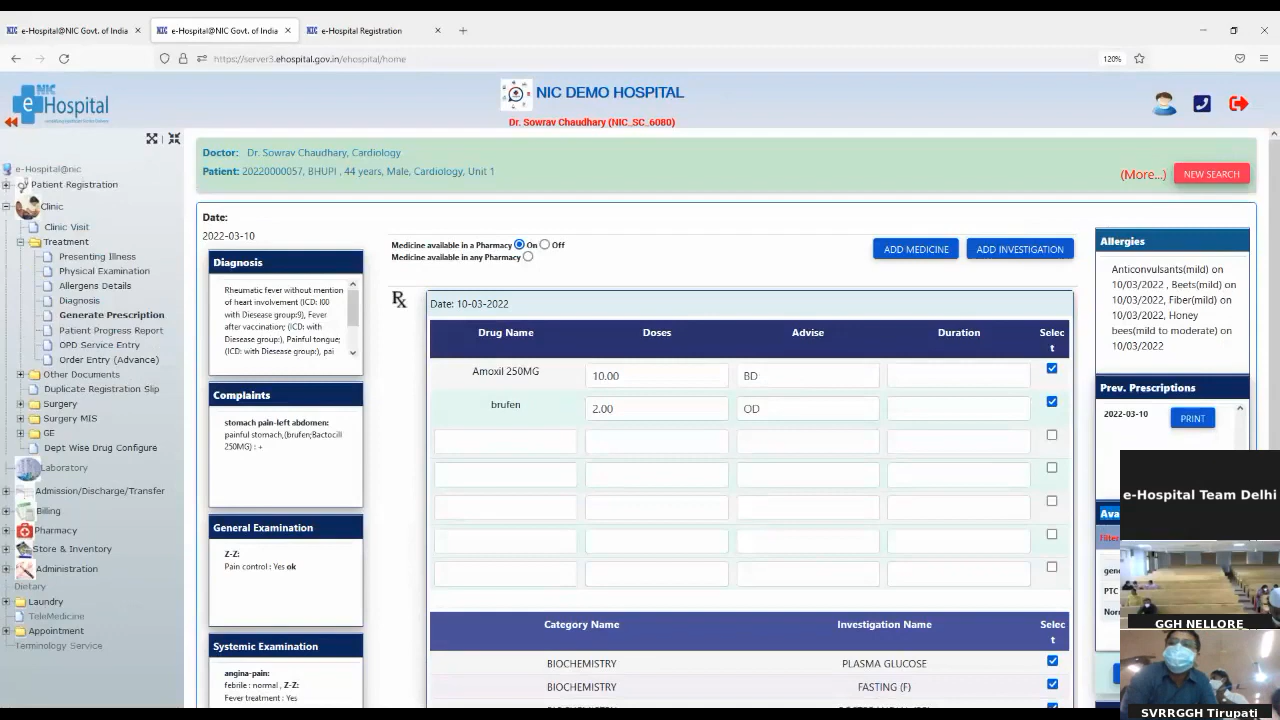 e-Hospital@NIC Govt. of India
e-Hospital@NIC Govt. of India
e-Hospital Registration
https://server3.ehospital.gov.in/ehospital/home
120%
NIC
eHospital
NIC DEMO HOSPITAL
Dr. Sowrav Chaudhary (NIC_SC_6080)
e-Hospital@nic
Patient Registration
Clinic
Clinic Visit
Treatment
Presenting Illness
Physical Examination
Allergens Details
Diagnosis
Generate Prescription
Patient Progress Report
OPD Service Entry
Order Entry (Advance)
Other Documents
Duplicate Registration Slip
Surgery
Surgery MIS
GE
Dept Wise Drug Configure
Laboratory
Admission/Discharge/Transfer
Billing
Pharmacy
Store & Inventory
Administration
Dietary
Laundry
TeleMedicine
Appointment
Terminology Service
Doctor: Dr. Sowrav Chaudhary, Cardiology
Patient: 20220000057, BHUPI , 44 years, Male, Cardiology, Unit 1
(More...) NEW SEARCH
Date:
2022-03-10
Diagnosis
Rheumatic fever without mention
of heart involvement (ICD: I00
with Disease group:9), Fever
after vaccination; (ICD: with
Diesease group:), Painful tongue;
(ICD: with Diesease group:), pai
Complaints
stomach pain-left abdomen:
painful stomach,(brufen;Bactocill
250MG) : +
General Examination
Z-Z:
Pain control : Yes ok
Systemic Examination
angina-pain:
febrile : normal , Z-Z:
Fever treatment : Yes
Medicine available in a Pharmacy On Off
Medicine available in any Pharmacy
ADD MEDICINE ADD INVESTIGATION
Rx
Date: 10-03-2022
Drug Name Doses Advise Duration Selec
t
Amoxil 250MG 10.00 BD
brufen 2.00 OD
Category Name Investigation Name Selec
t
BIOCHEMISTRY PLASMA GLUCOSE
BIOCHEMISTRY FASTING (F)
Allergies
Anticonvulsants(mild) on
10/03/2022 , Beets(mild) on
10/03/2022, Fiber(mild) on
10/03/2022, Honey
bees(mild to moderate) on
10/03/2022
Prev. Prescriptions
2022-03-10 PRINT
Ava
Filter
gene
PTC
Norm
e-Hospital Team Delhi
GGH NELLORE
SVRRGGH Tirupati